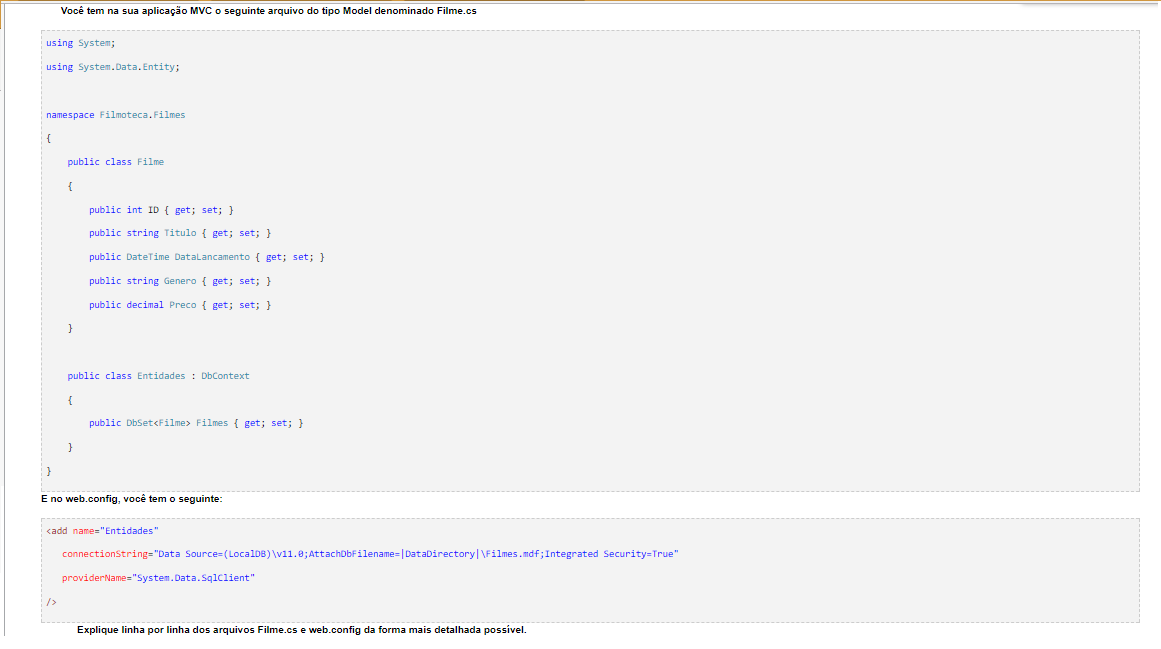 Você tem na sua aplicação MVC o seguinte arquivo do tipo Model denominado Filme.cs
using System;
using System.Data.Entity;
namespace Filmoteca.Filmes
{
public class Filme
{
public int ID { get; set; }
public string Titulo { get; set; }
public DateTime DataLancamento { get; set; }
public string Genero { get; set; }
public decimal Preco { get; set; }
}
public class Entidades : DbContext
{
public DbSet<Filme> Filmes { get; set; }
}
}
E no web.config, você tem o seguinte:
<add name="Entidades"
connectionString="Data Source=(LocalDB)\v11.0;AttachDbFilename=|DataDirectory|\Filmes.mdf;Integrated Security=True"
providerName="System.Data.SqlClient"
/>
Explique linha por linha dos arquivos Filme.cs e web.config da forma mais detalhada possível.